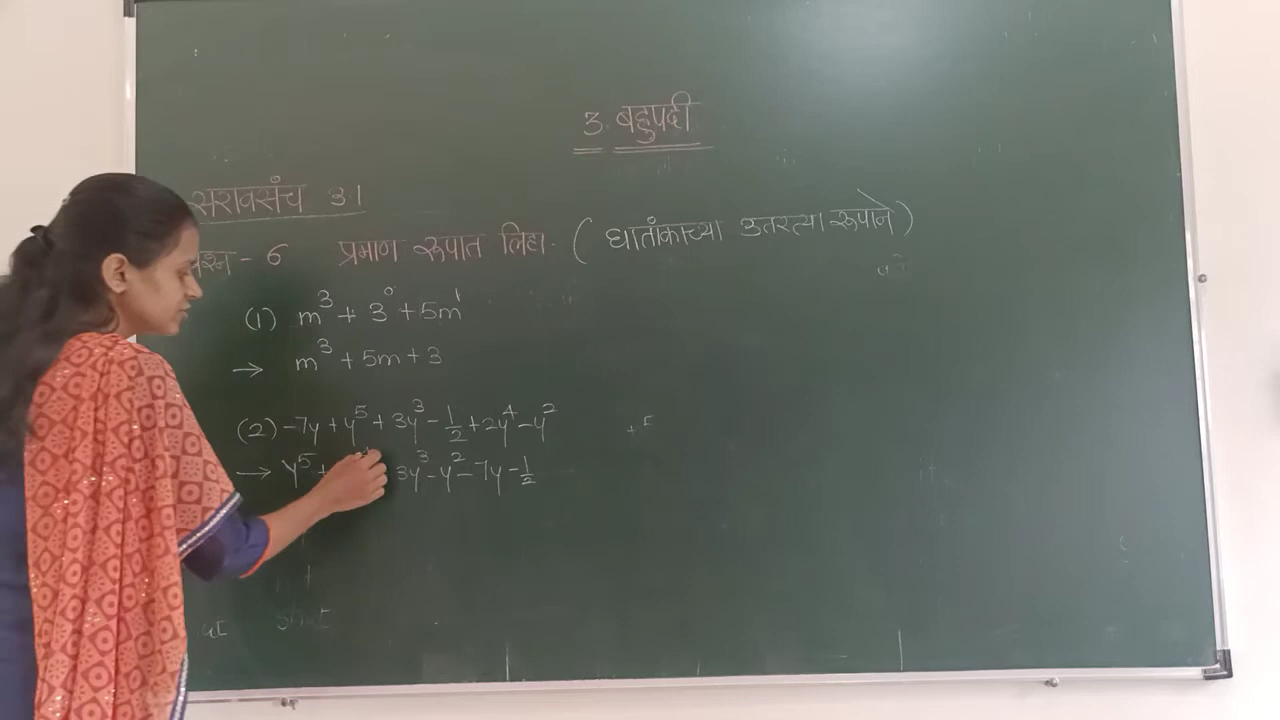 3. बहुपदी
सरावसंच 3.1
प्रश्न - 6 प्रमाण रूपात लिहा. (घातांकाच्या उतरत्या रूपाने)
(1) m³ + 3⁰ + 5m¹
→ m³ + 5m + 3
(2) -7y + y⁵ + 3y³ - 1/2 + 2y⁴ - y²
→ y⁵ + 3y³ - y² - 7y - 1/2